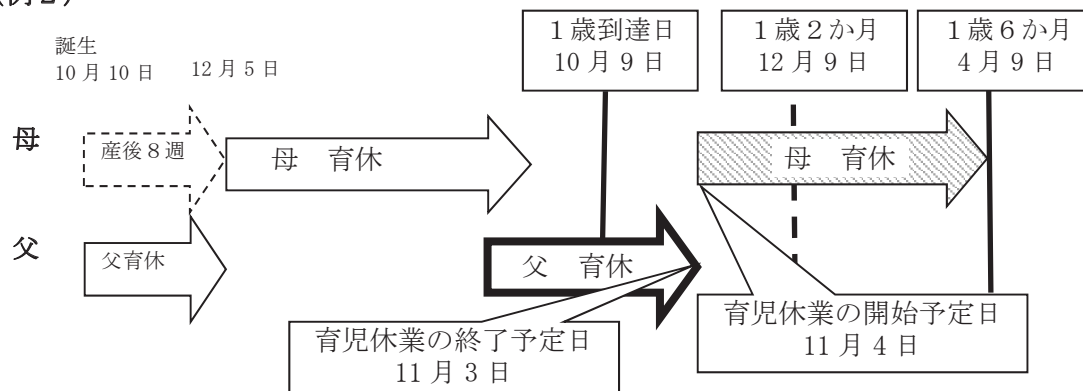 (例2)
誕生
10月10日
12月5日
1歳到達日
10月9日
1歳2か月
12月9日
1歳6か月
4月9日
母
産後8週
母 育休
母 育休
父
父育休
父 育休
育児休業の終了予定日
11月3日
育児休業の開始予定日
11月4日